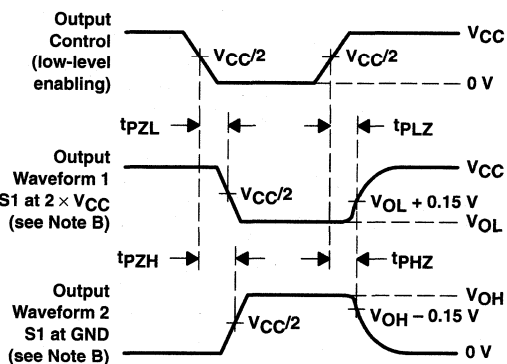 Output
Control
(low-level
enabling)
VCC/2
VCC/2
VCC
0 V
tPZL
tPLZ
Output
Waveform 1
S1 at 2 × VCC
(see Note B)
VCC/2
VCC
VOL + 0.15 V
VOL
tPZH
tPHZ
Output
Waveform 2
S1 at GND
(see Note B)
VCC/2
VOH
VOH − 0.15 V
0 V